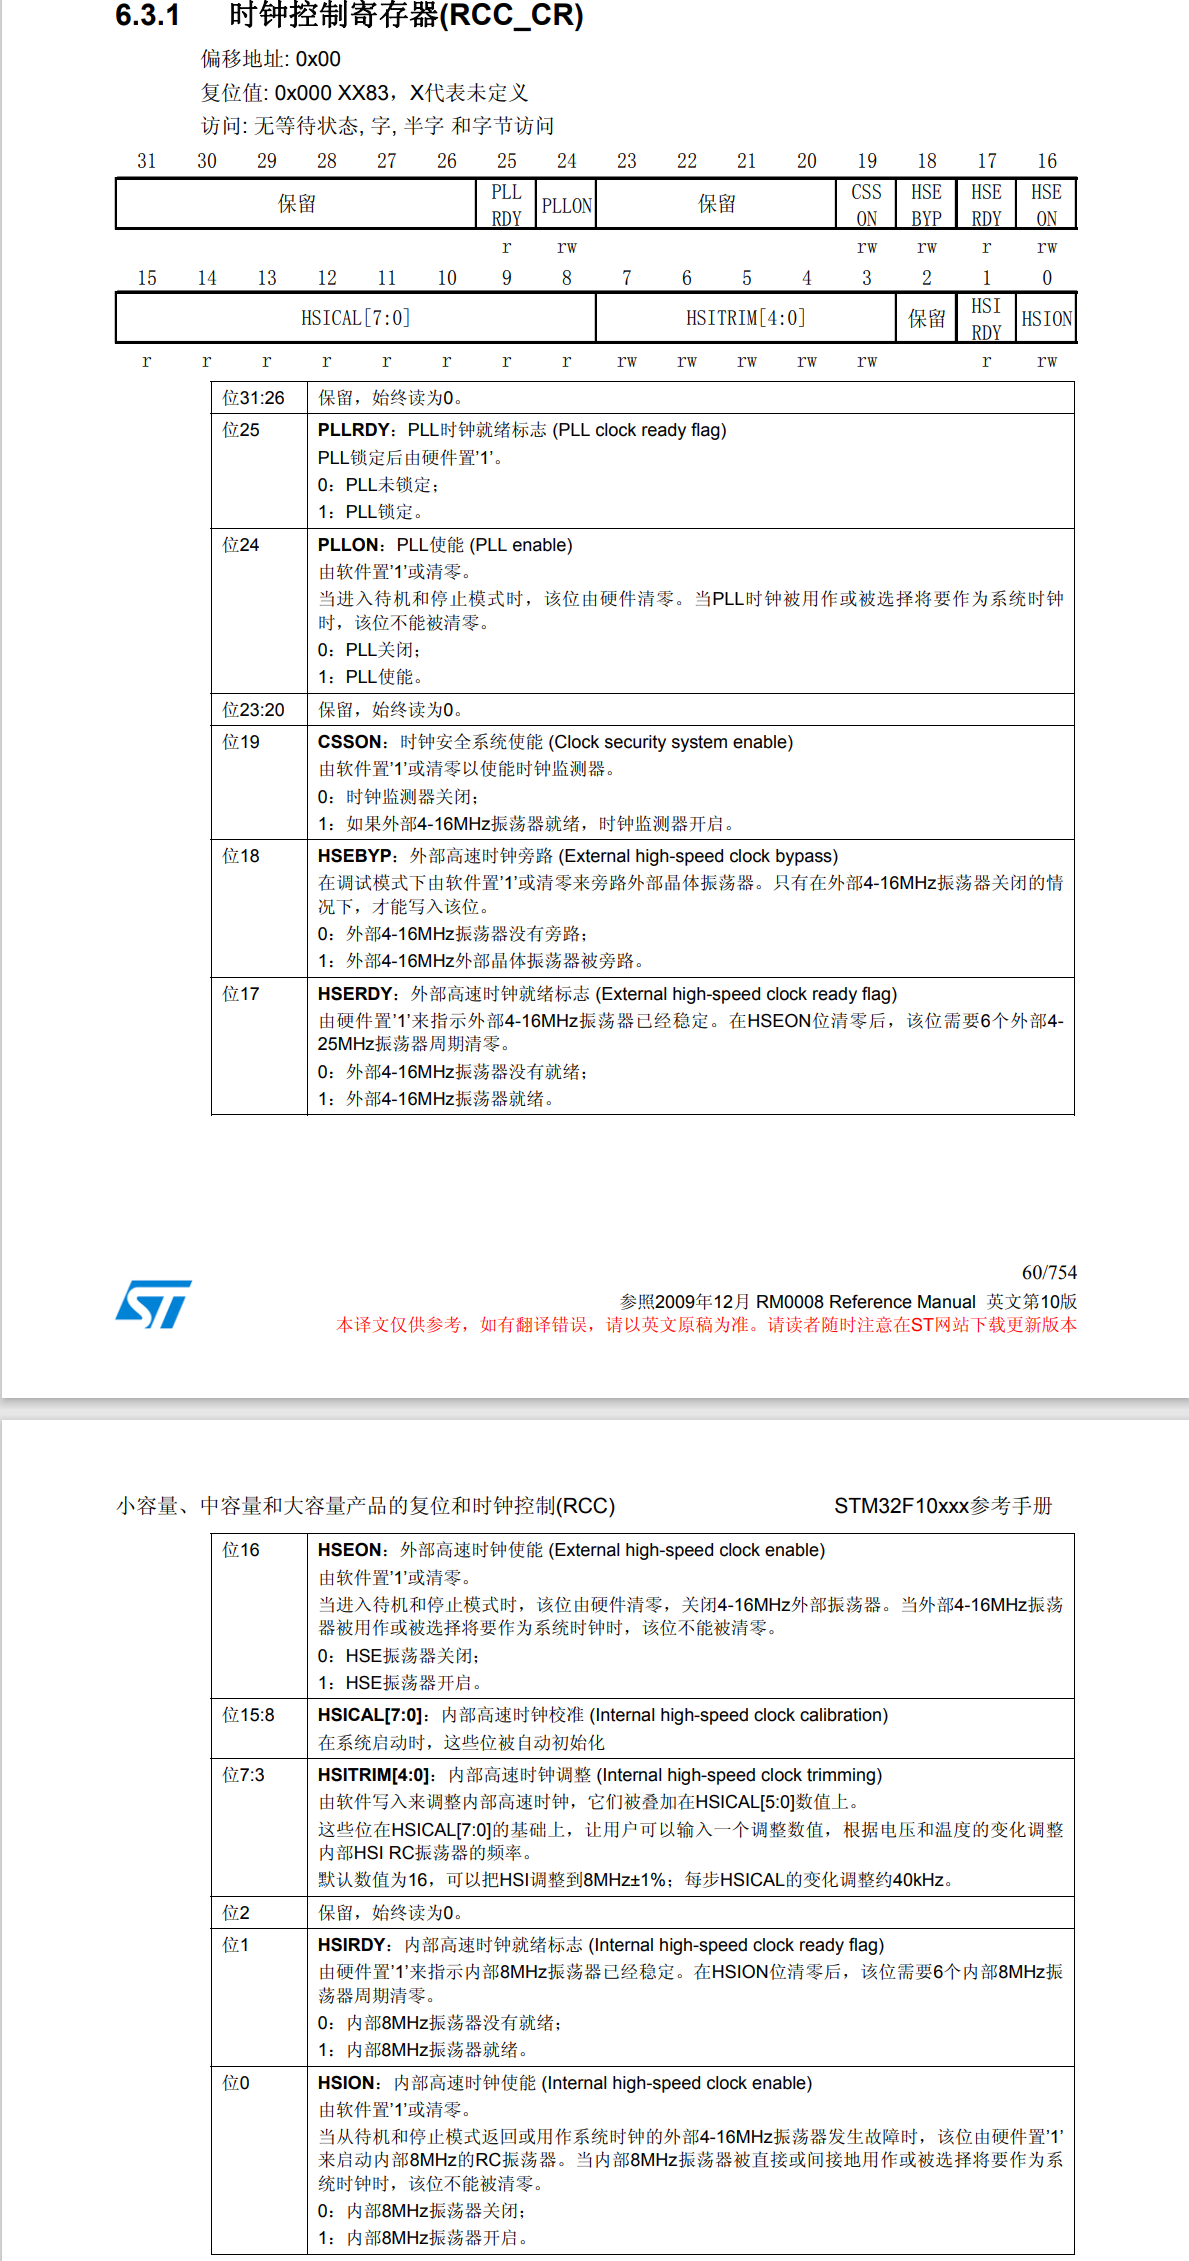 6.3.1 时钟控制寄存器(RCC_CR)
偏移地址: 0x00
复位值: 0x000 XX83，X代表未定义
访问: 无等待状态, 字, 半字 和字节访问
31 30 29 28 27 26 25 24 23 22 21 20 19 18 17 16
保留 PLL RDY PLLON 保留 CSS ON HSE BYP HSE RDY HSE ON
r rw rw rw r rw
15 14 13 12 11 10 9 8 7 6 5 4 3 2 1 0
HSICAL[7:0] HSITRIM[4:0] 保留 HSI RDY HSION
r r r r r r r r rw rw rw rw rw r rw
位31:26 保留，始终读为0。
位25 PLLRDY：PLL时钟就绪标志 (PLL clock ready flag)
PLL锁定后由硬件置’1’。
0：PLL未锁定；
1：PLL锁定。
位24 PLLON：PLL使能 (PLL enable)
由软件置’1’或清零。
当进入待机和停止模式时，该位由硬件清零。当PLL时钟被用作或被选择将要作为系统时钟
时，该位不能被清零。
0：PLL关闭；
1：PLL使能。
位23:20 保留，始终读为0。
位19 CSSON：时钟安全系统使能 (Clock security system enable)
由软件置’1’或清零以使能时钟监测器。
0：时钟监测器关闭；
1：如果外部4-16MHz振荡器就绪，时钟监测器开启。
位18 HSEBYP：外部高速时钟旁路 (External high-speed clock bypass)
在调试模式下由软件置’1’或清零来旁路外部晶体振荡器。只有在外部4-16MHz振荡器关闭的情
况下，才能写入该位。
0：外部4-16MHz振荡器没有旁路；
1：外部4-16MHz外部晶体振荡器被旁路。
位17 HSERDY：外部高速时钟就绪标志 (External high-speed clock ready flag)
由硬件置’1’来指示外部4-16MHz振荡器已经稳定。在HSEON位清零后，该位需要6个外部4-
25MHz振荡器周期清零。
0：外部4-16MHz振荡器没有就绪；
1：外部4-16MHz振荡器就绪。
60/754
ST 参照2009年12月 RM0008 Reference Manual 英文第10版
本译文仅供参考，如有翻译错误，请以英文原稿为准。请读者随时注意在ST网站下载更新版本
小容量、中容量和大容量产品的复位和时钟控制(RCC) STM32F10xxx参考手册
位16 HSEON：外部高速时钟使能 (External high-speed clock enable)
由软件置’1’或清零。
当进入待机和停止模式时，该位由硬件清零，关闭4-16MHz外部振荡器。当外部4-16MHz振荡
器被用作或被选择将要作为系统时钟时，该位不能被清零。
0：HSE振荡器关闭；
1：HSE振荡器开启。
位15:8 HSICAL[7:0]：内部高速时钟校准 (Internal high-speed clock calibration)
在系统启动时，这些位被自动初始化
位7:3 HSITRIM[4:0]：内部高速时钟调整 (Internal high-speed clock trimming)
由软件写入来调整内部高速时钟，它们被叠加在HSICAL[5:0]数值上。
这些位在HSICAL[7:0]的基础上，让用户可以输入一个调整数值，根据电压和温度的变化调整
内部HSI RC振荡器的频率。
默认数值为16，可以把HSI调整到8MHz±1%；每步HSICAL的变化调整约40kHz。
位2 保留，始终读为0。
位1 HSIRDY：内部高速时钟就绪标志 (Internal high-speed clock ready flag)
由硬件置’1’来指示内部8MHz振荡器已经稳定。在HSION位清零后，该位需要6个内部8MHz振
荡器周期清零。
0：内部8MHz振荡器没有就绪；
1：内部8MHz振荡器就绪。
位0 HSION：内部高速时钟使能 (Internal high-speed clock enable)
由软件置’1’或清零。
当从待机和停止模式返回或用作系统时钟的外部4-16MHz振荡器发生故障时，该位由硬件置’1’
来启动内部8MHz的RC振荡器。当内部8MHz振荡器被直接或间接地用作或被选择将要作为系
统时钟时，该位不能被清零。
0：内部8MHz振荡器关闭；
1：内部8MHz振荡器开启。